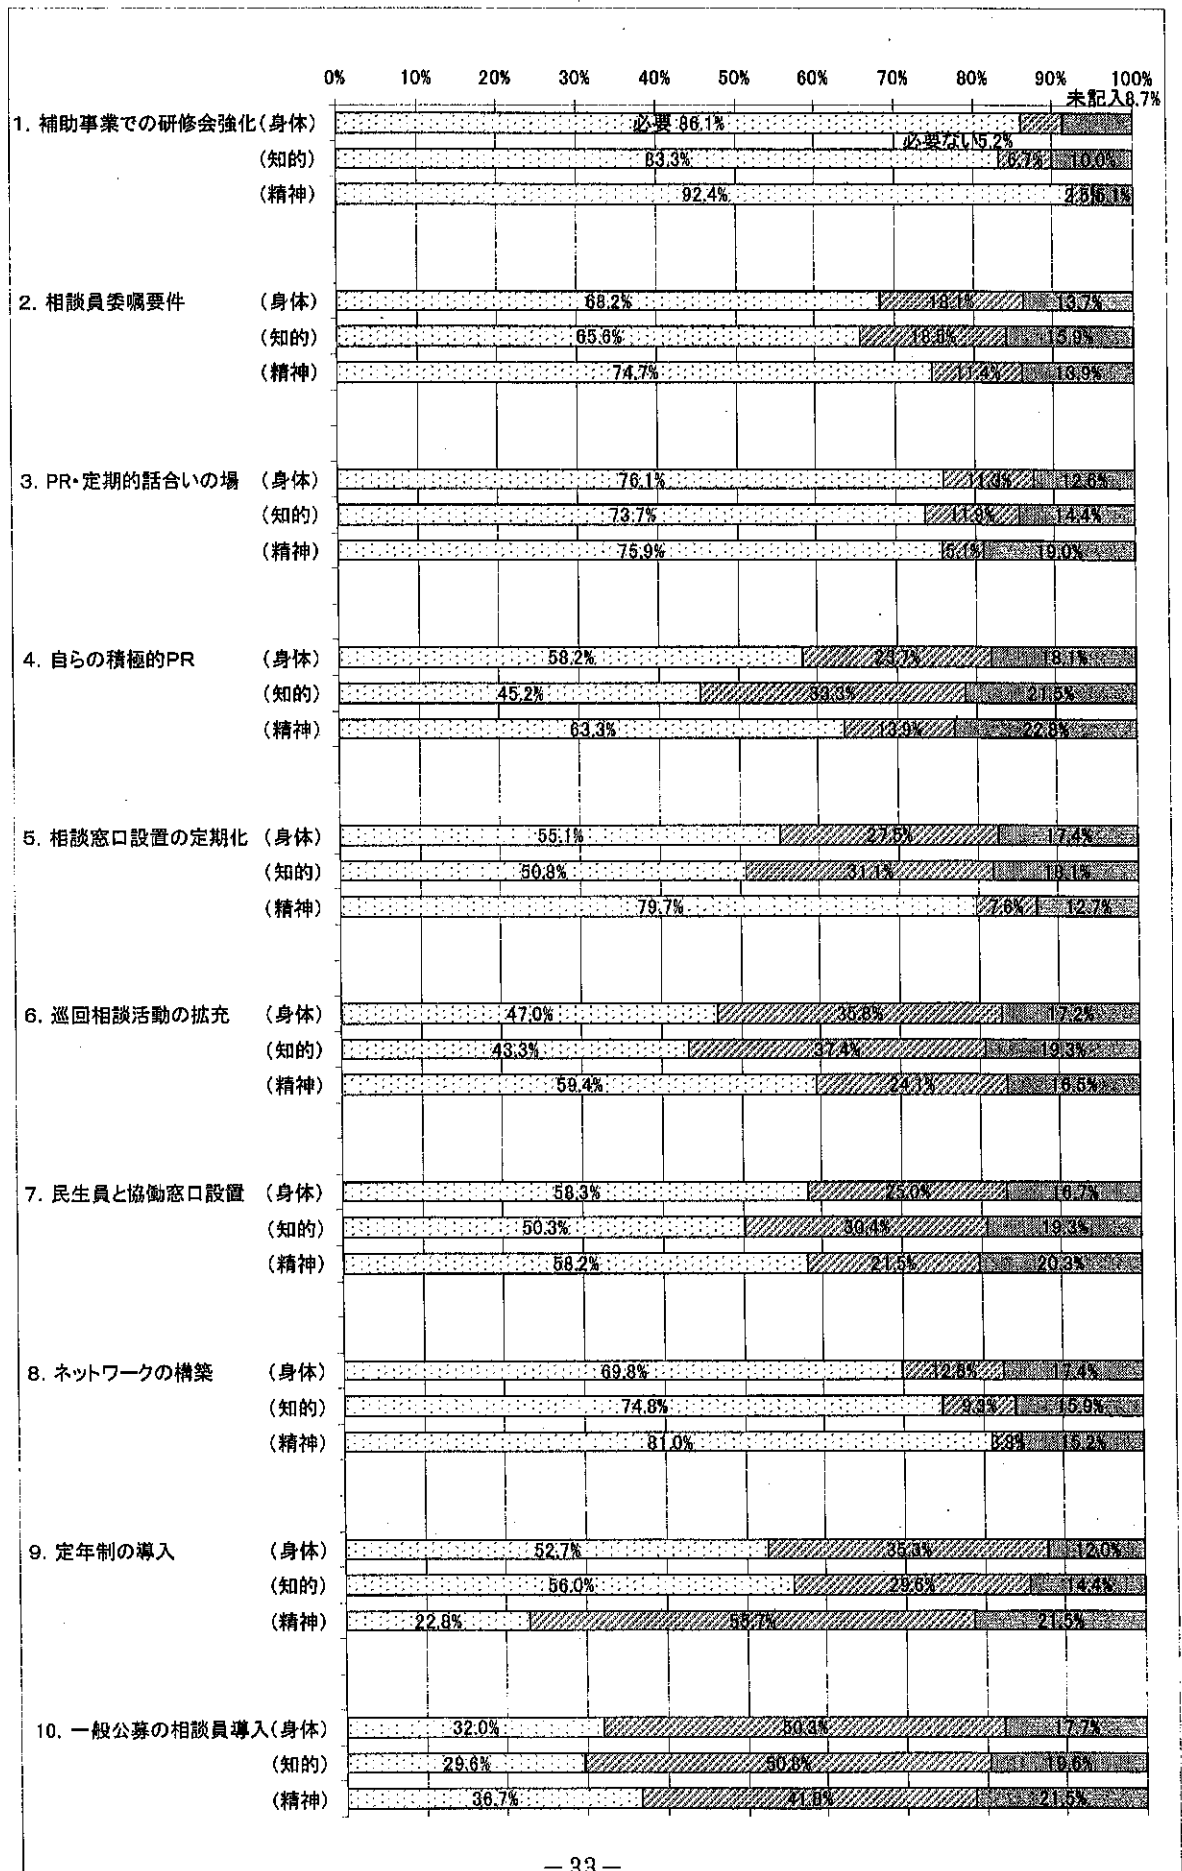 0% 10% 20% 30% 40% 50% 60% 70% 80% 90% 100%
未記入8.7%
1. 補助事業での研修会強化(身体) 必要 86.1%
必要ない5.2%
(知的) 83.3% 6.7% 10.0%
(精神) 92.4% 2.5 5.1%
2. 相談員委嘱要件 (身体) 68.2% 18.1% 13.7%
(知的) 65.6% 18.5% 15.9%
(精神) 74.7% 11.4% 13.9%
3. PR・定期的話合いの場 (身体) 76.1% 11.3% 12.6%
(知的) 73.7% 11.9% 14.4%
(精神) 75.9% 5.1% 19.0%
4. 自らの積極的PR (身体) 58.2% 23.7% 18.1%
(知的) 45.2% 33.3% 21.5%
(精神) 63.3% 13.9% 22.8%
5. 相談窓口設置の定期化 (身体) 55.1% 27.5% 17.4%
(知的) 50.8% 31.1% 18.1%
(精神) 79.7% 7.6% 12.7%
6. 巡回相談活動の拡充 (身体) 47.0% 35.8% 17.2%
(知的) 43.3% 37.4% 19.3%
(精神) 59.4% 24.1% 16.5%
7. 民生員と協働窓口設置 (身体) 58.3% 25.0% 16.7%
(知的) 50.3% 30.4% 19.3%
(精神) 58.2% 21.5% 20.3%
8. ネットワークの構築 (身体) 69.8% 12.8% 17.4%
(知的) 74.8% 9.3% 15.9%
(精神) 81.0% 3.8% 15.2%
9. 定年制の導入 (身体) 52.7% 35.3% 12.0%
(知的) 56.0% 29.6% 14.4%
(精神) 22.8% 55.7% 21.5%
10. 一般公募の相談員導入(身体) 32.0% 50.3% 17.7%
(知的) 29.6% 50.8% 19.6%
(精神) 36.7% 41.8% 21.5%
－33－